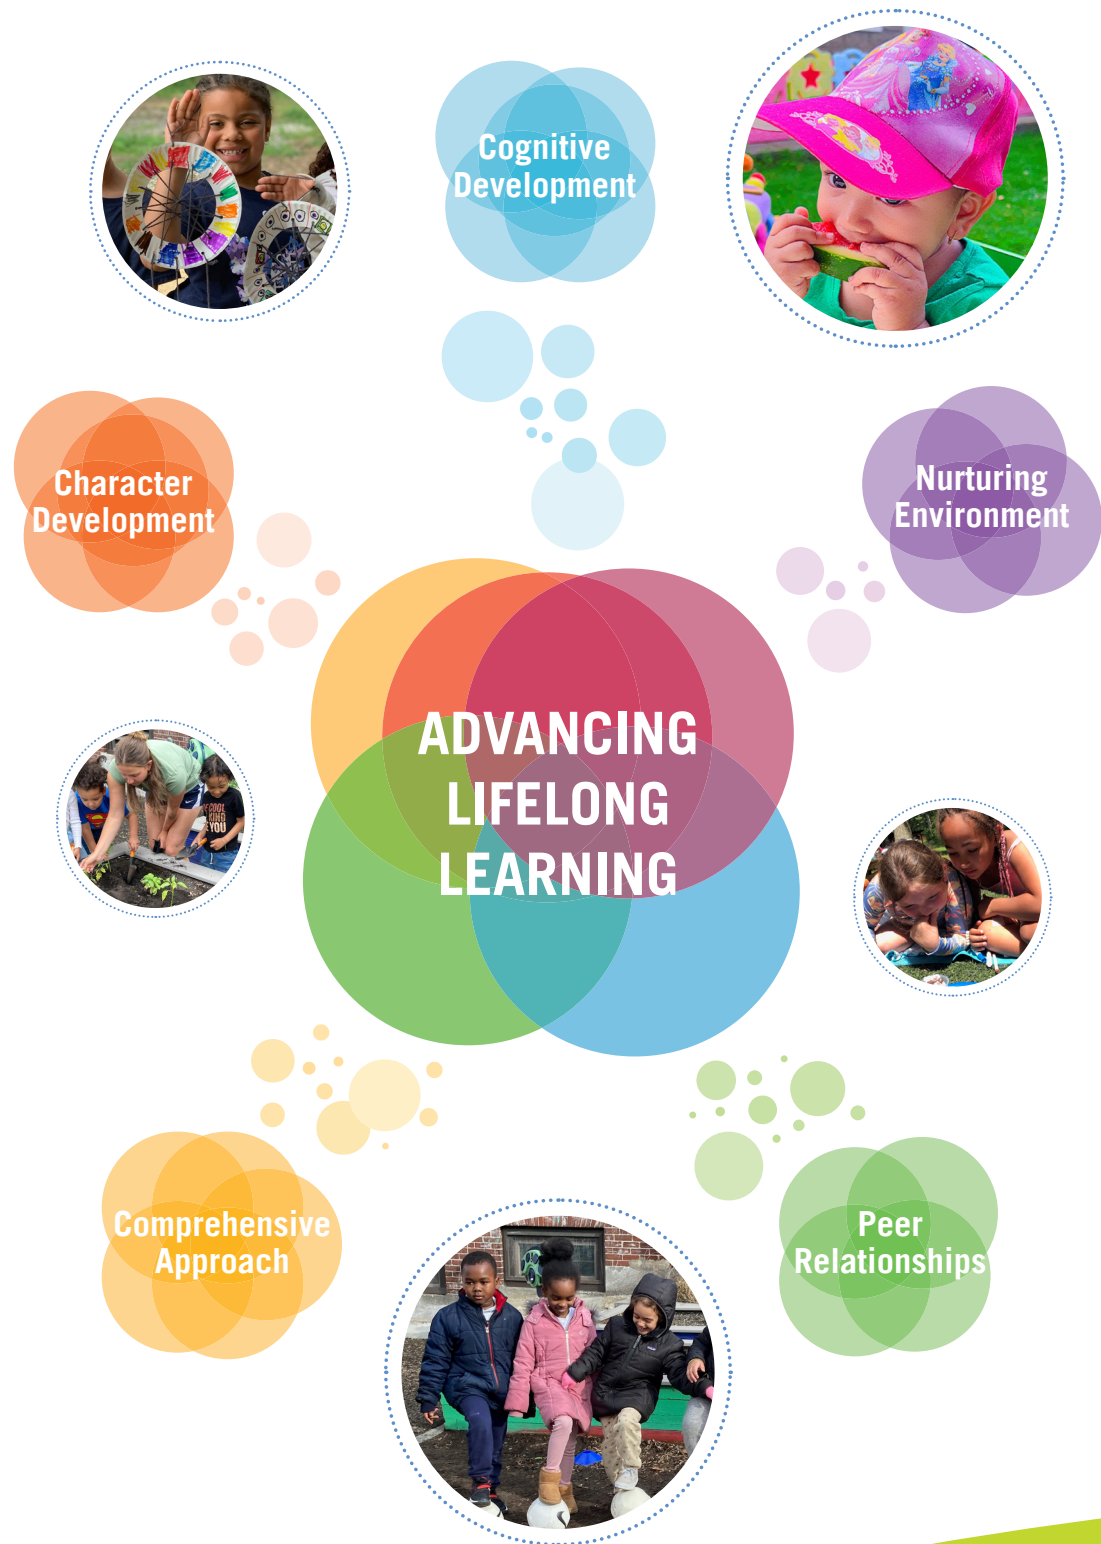 Cognitive
Development
Character
Development
Nurturing
Environment
ADVANCING
LIFELONG
LEARNING
Comprehensive
Approach
Peer
Relationships